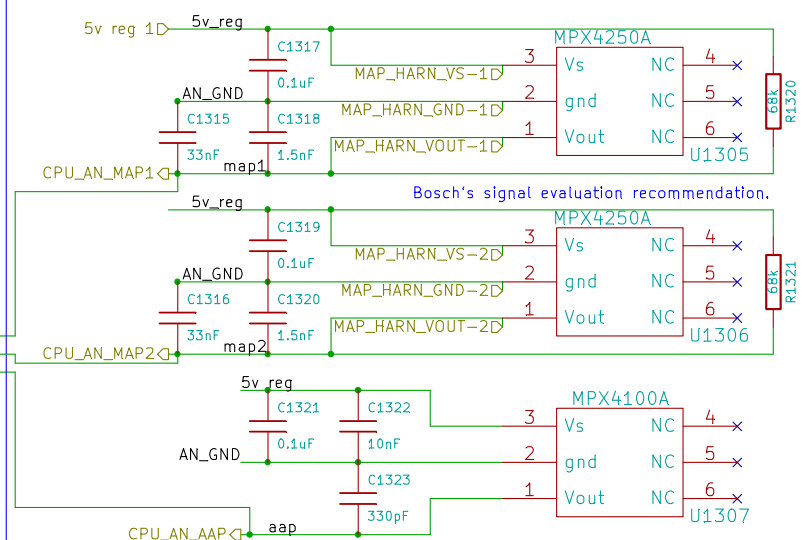 5v reg 1
5v_reg
MPX4250A
C1317
0.1uF
MAP_HARN_VS-1
3
Vs
NC
4
AN_GND
MAP_HARN_GND-1
2
gnd
NC
5
68k
R1320
C1315
33nF
C1318
1.5nF
MAP_HARN_VOUT-1
1
Vout
NC
6
U1305
CPU_AN_MAP1
map1
Bosch's signal evaluation recommendation.
5v_reg
MPX4250A
C1319
0.1uF
MAP_HARN_VS-2
3
Vs
NC
4
AN_GND
MAP_HARN_GND-2
2
gnd
NC
5
68k
R1321
C1316
33nF
C1320
1.5nF
MAP_HARN_VOUT-2
1
Vout
NC
6
U1306
CPU_AN_MAP2
map2
5v_reg
MPX4100A
C1321
0.1uF
C1322
10nF
3
Vs
NC
4
AN_GND
2
gnd
NC
5
C1323
330pF
1
Vout
NC
6
U1307
CPU_AN_AAP
aap